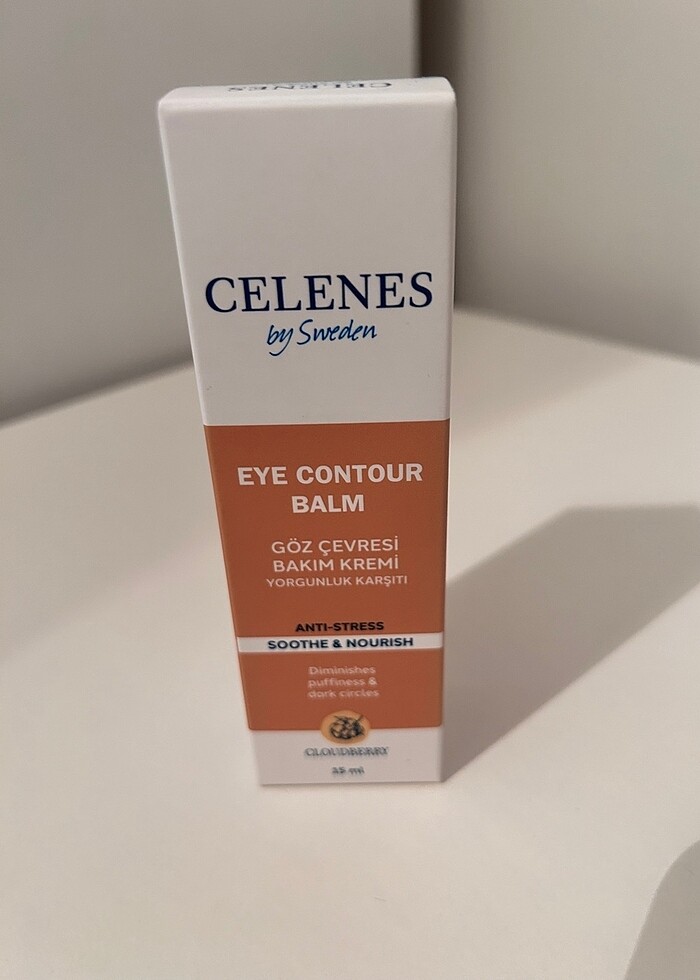 CELENES
CELENES
by Sweden
EYE CONTOUR
BALM
GÖZ ÇEVRESİ
BAKIM KREMİ
YORGUNLUK KARŞITI
ANTI-STRESS
SOOTHE & NOURISH
Diminishes
puffiness &
dark circles
CLOUDBERRY
15 ml